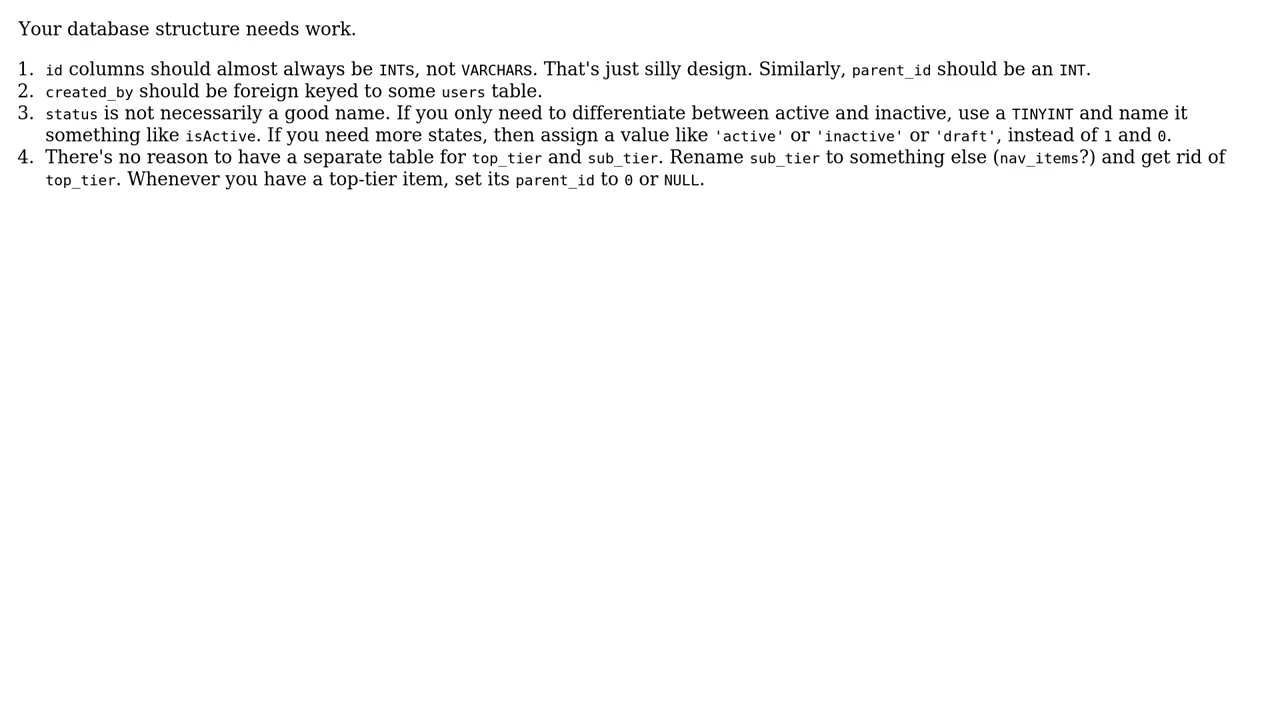 Your database structure needs work.
1. id columns should almost always be INTs, not VARCHARs. That's just silly design. Similarly, parent_id should be an INT.
2. created_by should be foreign keyed to some users table.
3. status is not necessarily a good name. If you only need to differentiate between active and inactive, use a TINYINT and name it
something like isActive. If you need more states, then assign a value like 'active' or 'inactive' or 'draft', instead of 1 and 0.
4. There's no reason to have a separate table for top_tier and sub_tier. Rename sub_tier to something else (nav_items?) and get rid of
top_tier. Whenever you have a top-tier item, set its parent_id to 0 or NULL.